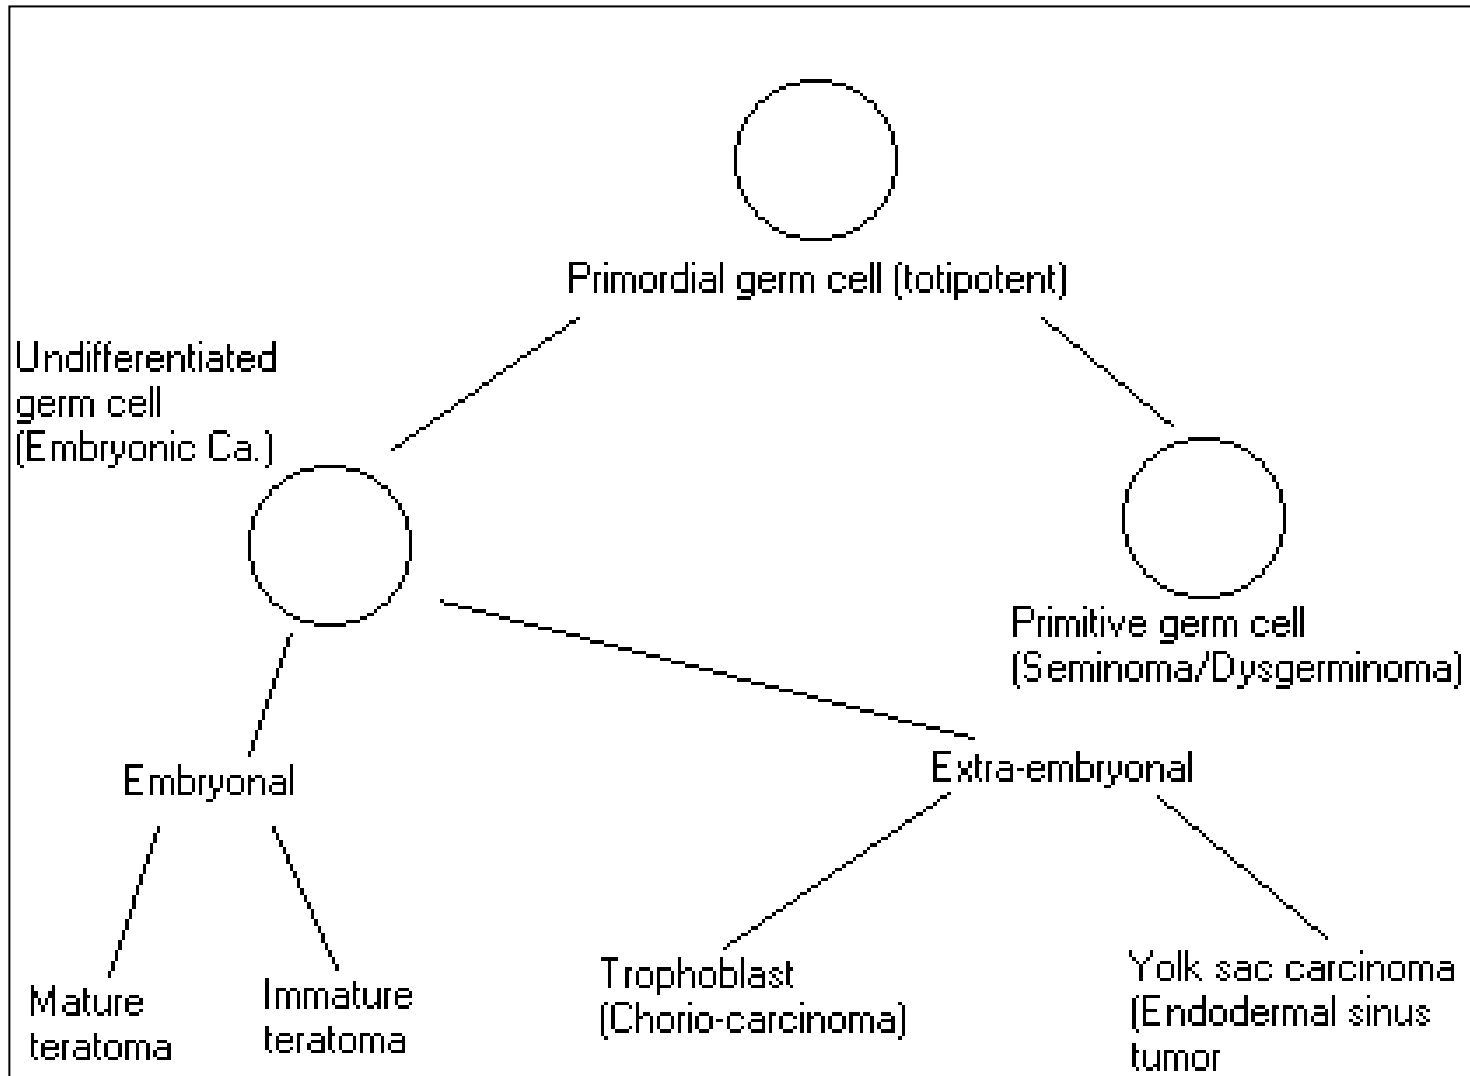 Primordial germ cell (totipotent)
Undifferentiated
germ cell
(Embryonic Ca.)
Primitive germ cell
(Seminoma/Dysgerminoma)
Embryonal
Extra-embryonal
Mature
teratoma
Immature
teratoma
Trophoblast
(Chorio-carcinoma)
Yolk sac carcinoma
(Endodermal sinus
tumor